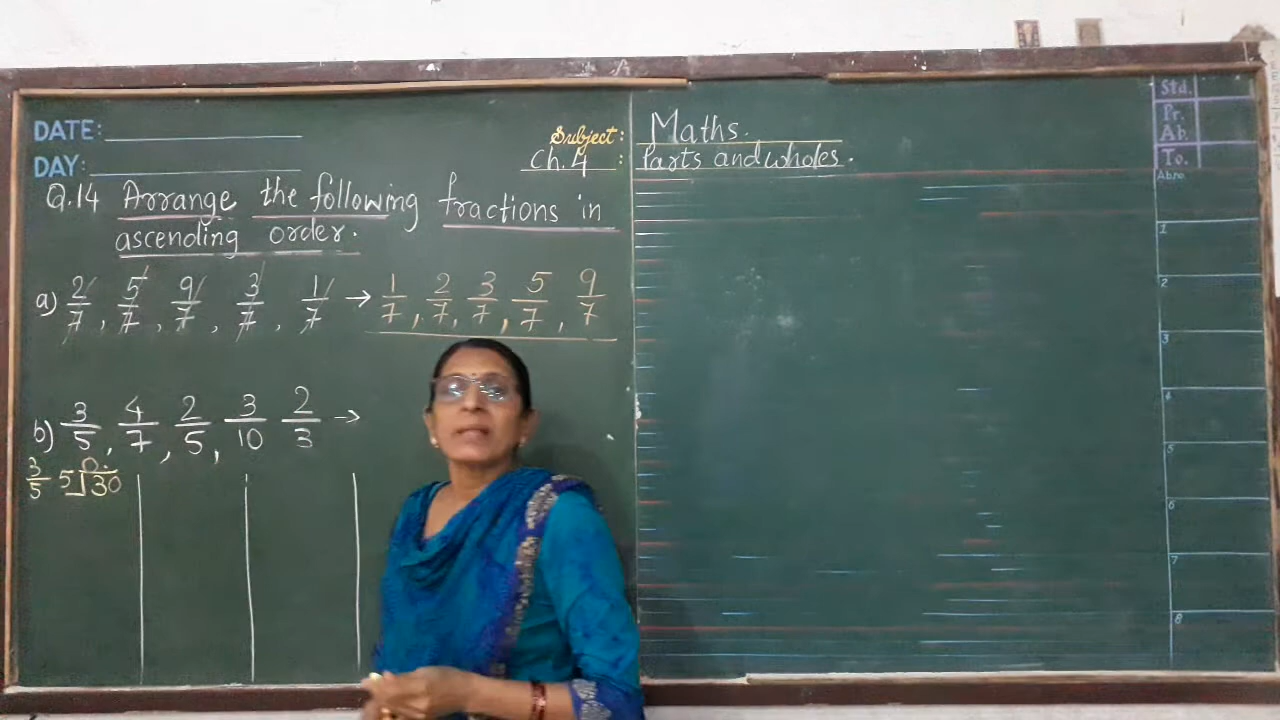 DATE:
DAY:
Subject: Maths.
Ch. 4 : Parts and wholes.
Q.14 Arrange the following fractions in
ascending order.
a) 2/7, 5/7, 9/7, 3/7, 1/7 → 1/7, 2/7, 3/7, 5/7, 9/7
b) 3/5, 4/7, 2/5, 3/10 2/3 →
3/5 5 30
0.
Std.
Pr.
Ab.
To.
Ab.no.
1
2
3
4
5
6
7
8